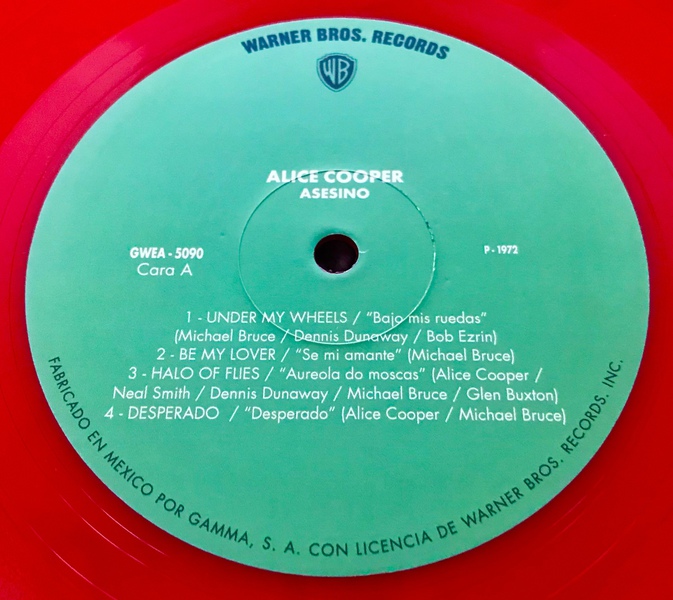 WARNER BROS. RECORDS
WB
ALICE COOPER
ASESINO
GWEA - 5090
Cara A
P - 1972
1 - UNDER MY WHEELS / “Bajo mis ruedas”
(Michael Bruce / Dennis Dunaway / Bob Ezrin)
2 - BE MY LOVER / “Se mi amante” (Michael Bruce)
3 - HALO OF FLIES / “Aureola do moscas” (Alice Cooper /
Neal Smith / Dennis Dunaway / Michael Bruce / Glen Buxton)
4 - DESPERADO / “Desperado” (Alice Cooper / Michael Bruce)
FABRICADO EN MEXICO POR GAMMA, S. A. CON LICENCIA DE WARNER BROS. RECORDS. INC.